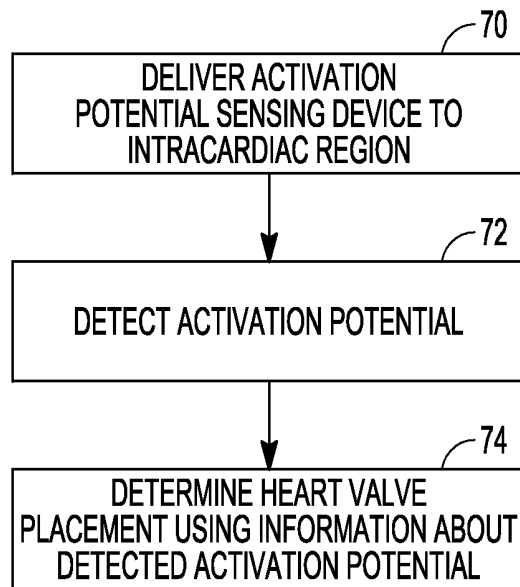 70
DELIVER ACTIVATION
POTENTIAL SENSING DEVICE TO
INTRACARDIAC REGION
72
DETECT ACTIVATION POTENTIAL
74
DETERMINE HEART VALVE
PLACEMENT USING INFORMATION ABOUT
DETECTED ACTIVATION POTENTIAL